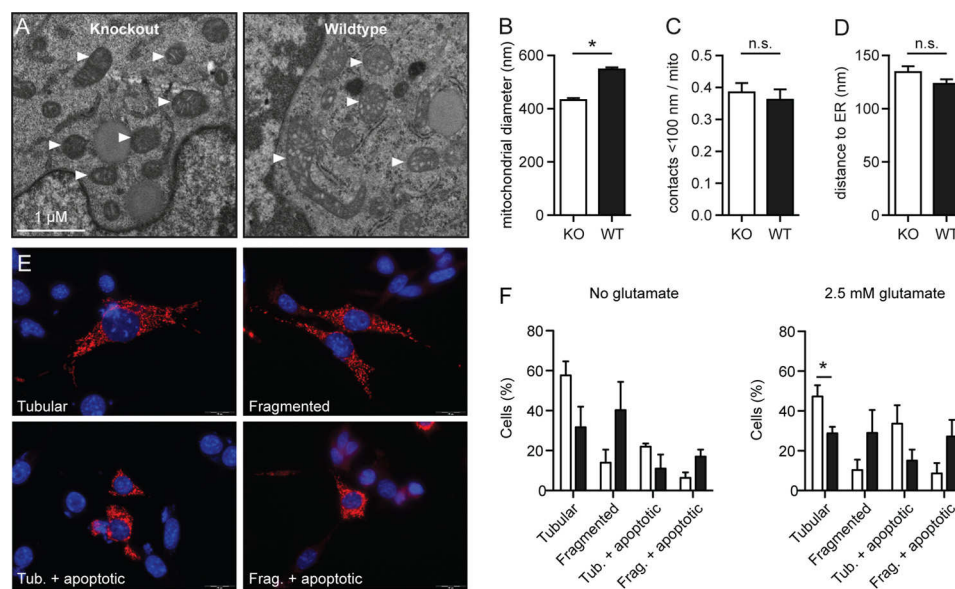 A
Knockout
Wildtype
1 µM
B
mitochondrial diameter (nm)
600
400
200
0
*
KO WT
C
contacts <100 nm / mito
0.5
0.4
0.3
0.2
0.1
0.0
n.s.
KO WT
D
distance to ER (nm)
150
100
50
0
n.s.
KO WT
E
Tubular
Fragmented
Tub. + apoptotic
Frag. + apoptotic
F
No glutamate
Cells (%)
80
60
40
20
0
Tubular
Fragmented
Tub. + apoptotic
Frag. + apoptotic
2.5 mM glutamate
Cells (%)
80
60
40
20
0
*
Tubular
Fragmented
Tub. + apoptotic
Frag. + apoptotic